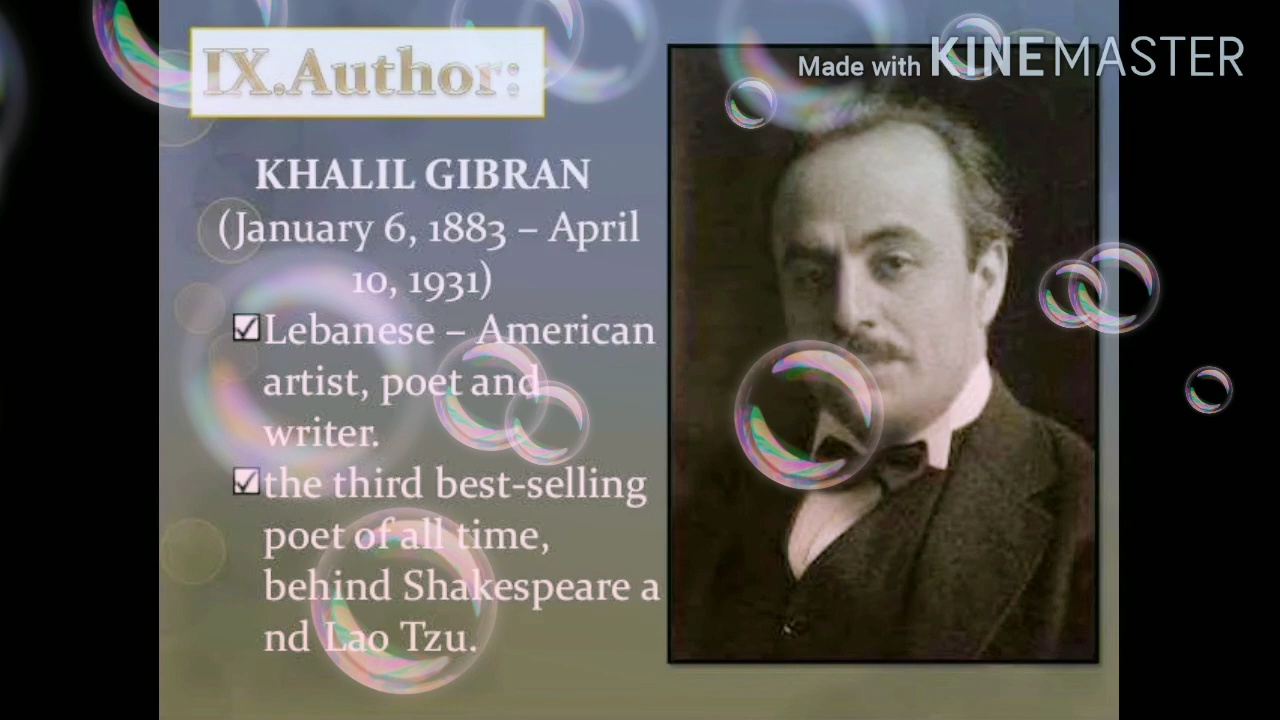 IX.Author:
Made with KINEMASTER
KHALIL GIBRAN
(January 6, 1883 – April
10, 1931)
Lebanese – American
artist, poet and
writer.
the third best-selling
poet of all time,
behind Shakespeare a
nd Lao Tzu.